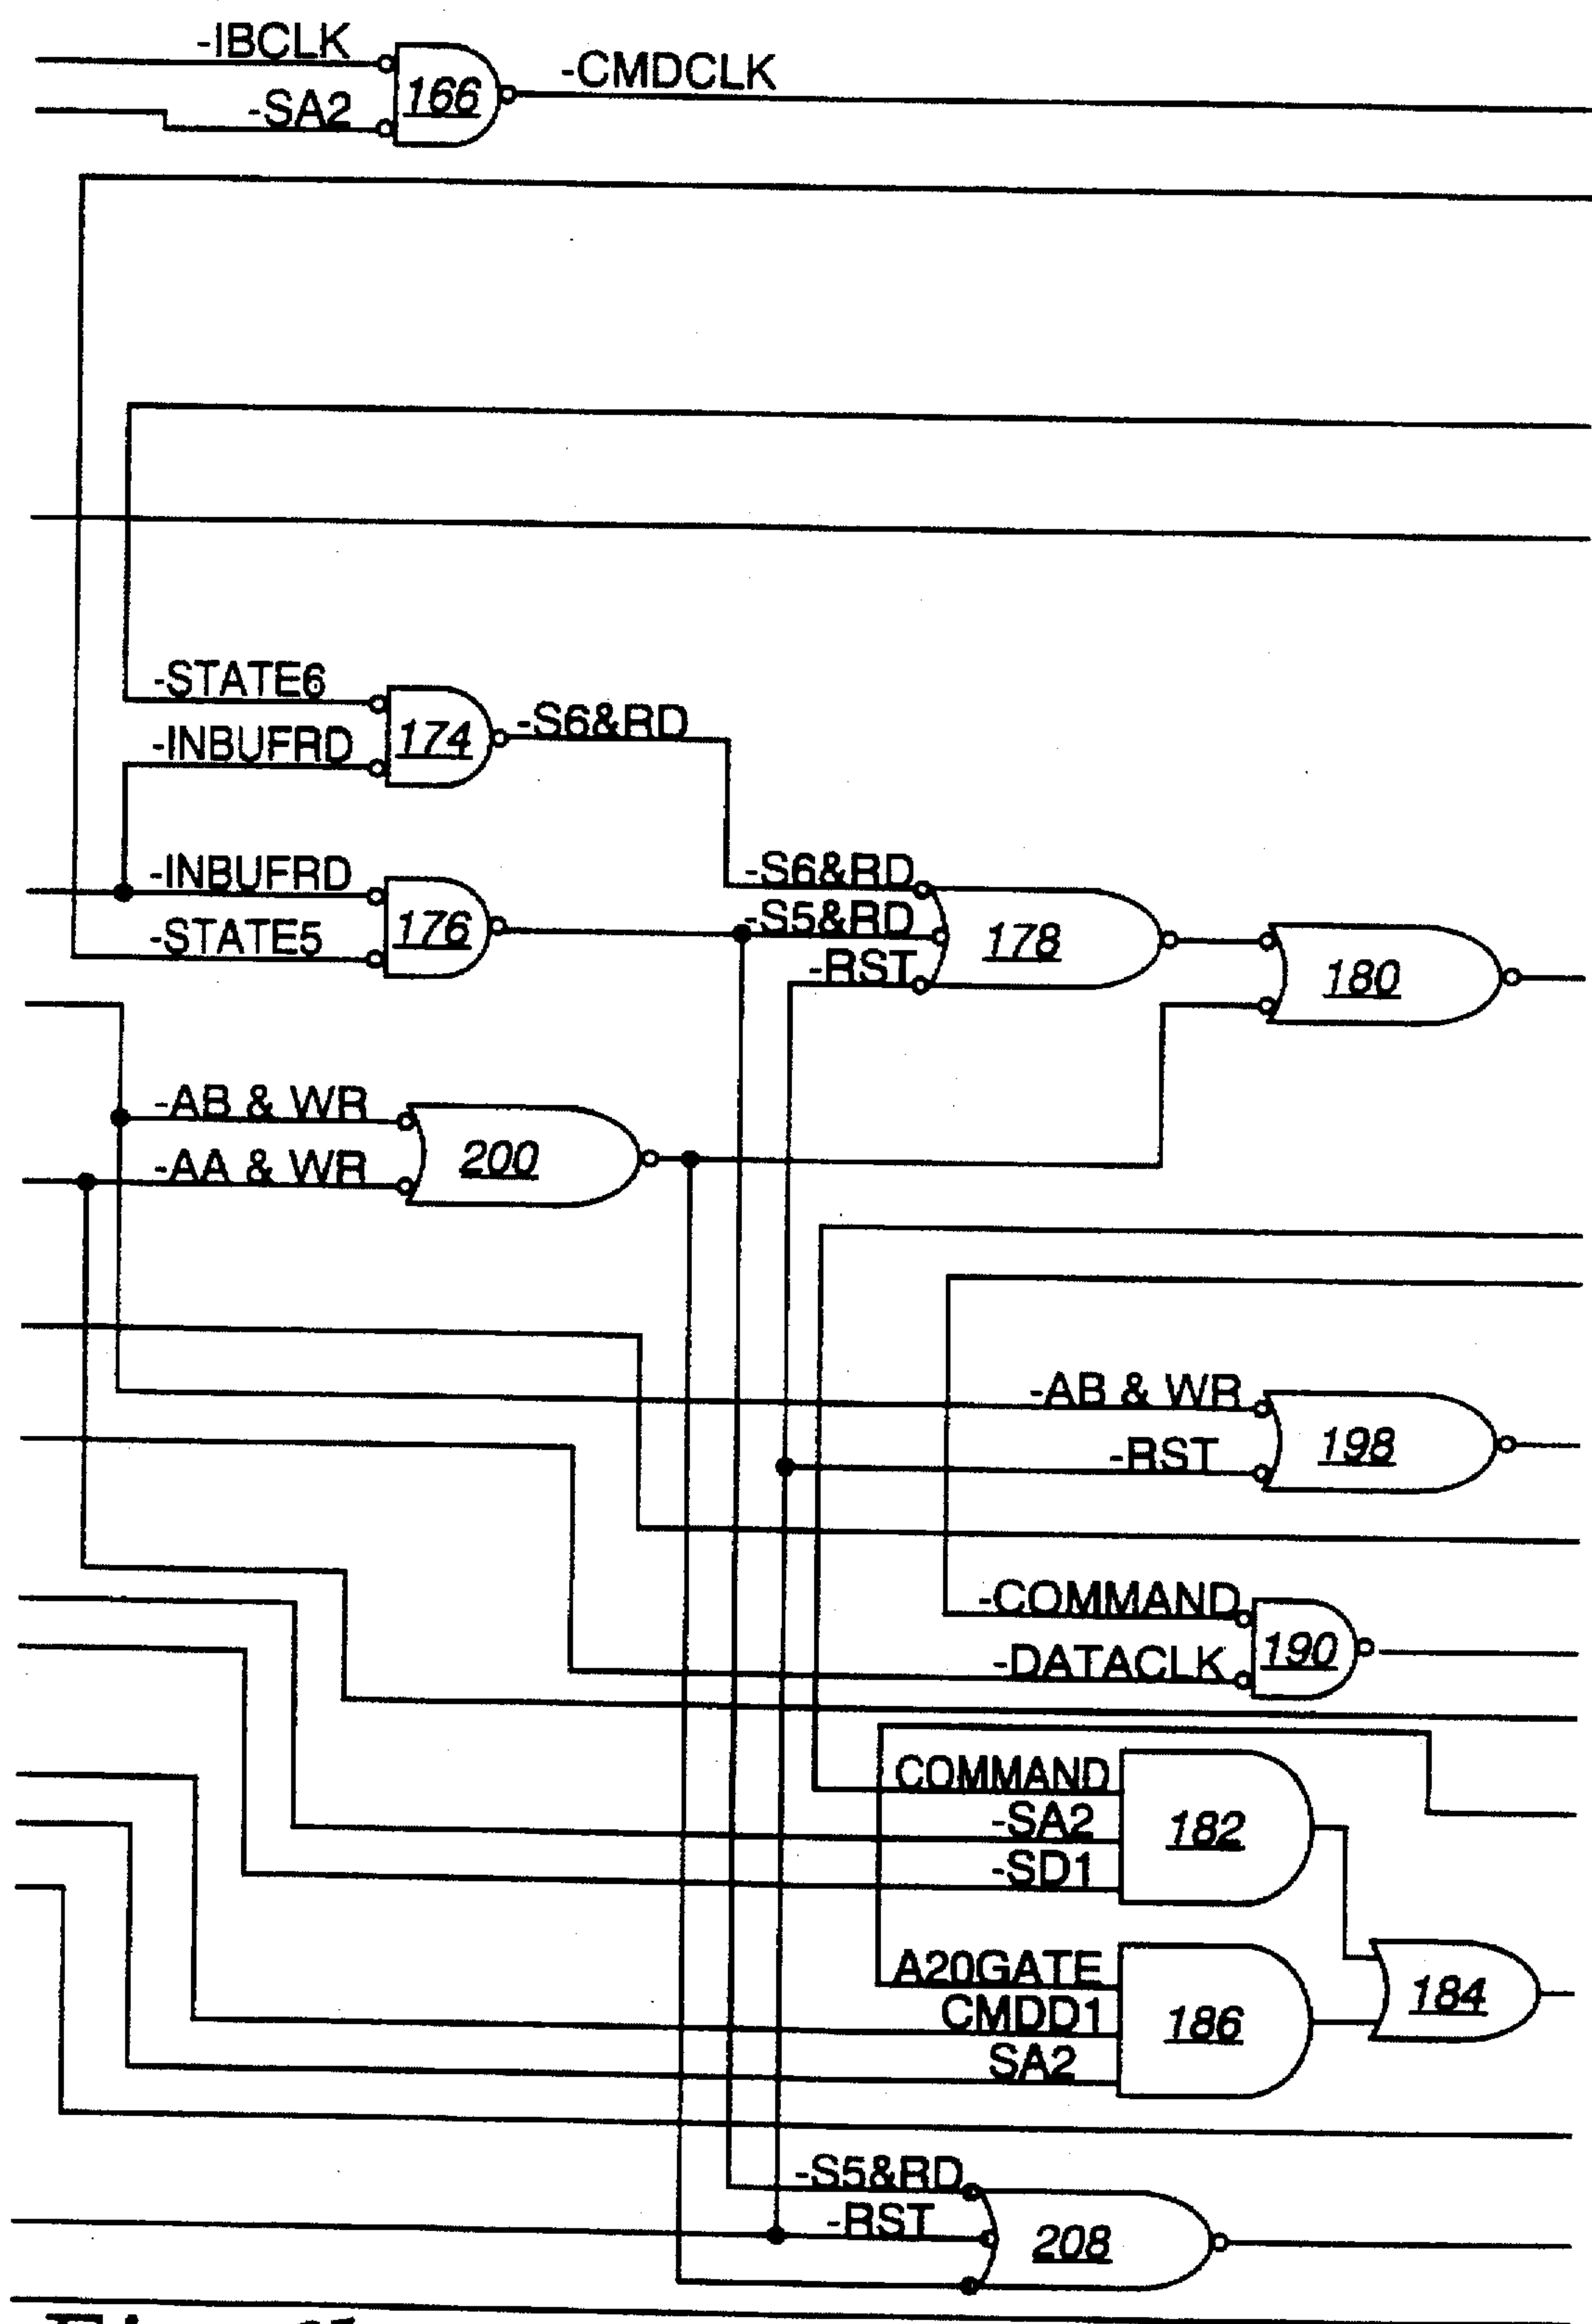 -IBCLK
166
-CMDCLK
-SA2
-STATE6
174
-S6&RD
-INBUFRD
-INBUFRD
176
-STATE5
-S6&RD
-S5&RD
178
-RST
180
-AB & WR
200
-AA & WR
-AB & WR
198
-RST
-COMMAND
190
-DATACLK
COMMAND
-SA2
182
-SD1
A20GATE
CMDD1
186
184
SA2
-S5&RD
-RST
208